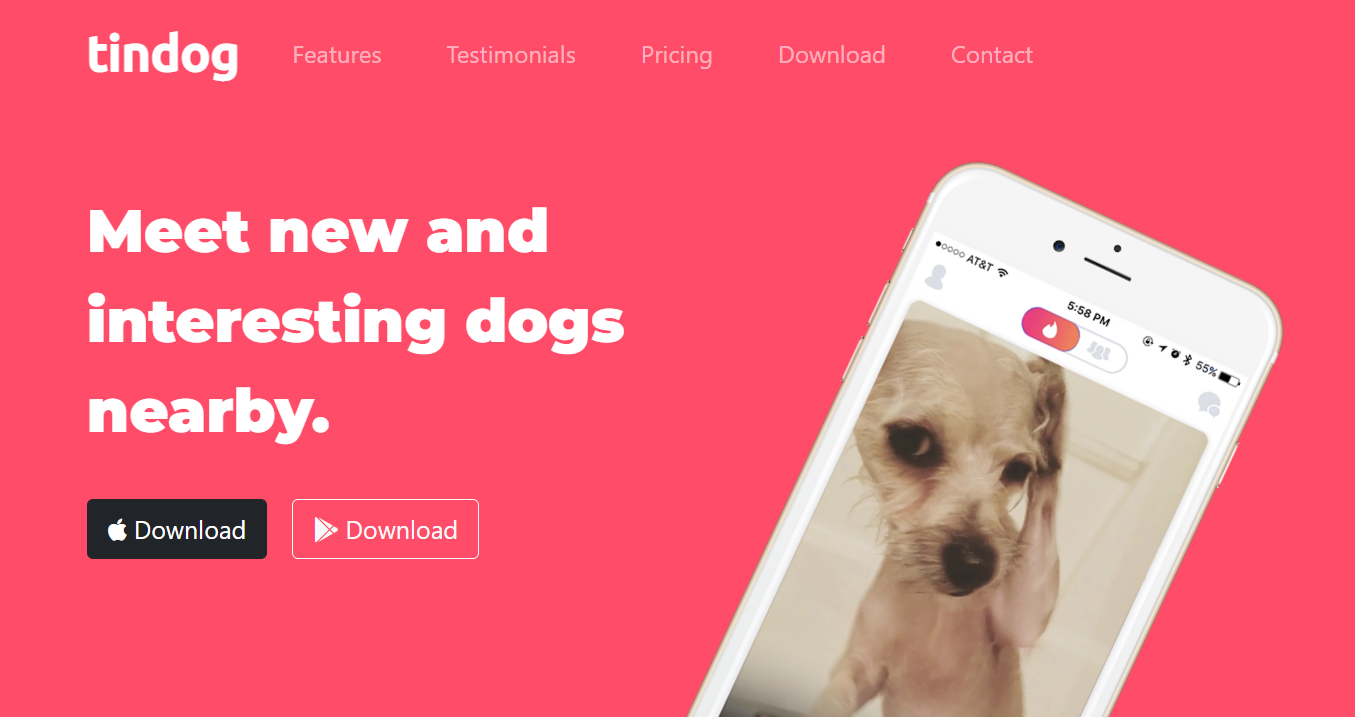 tindog Features Testimonials Pricing Download Contact
Meet new and
interesting dogs
nearby.
Download Download
AT&T 5:58 PM 55%